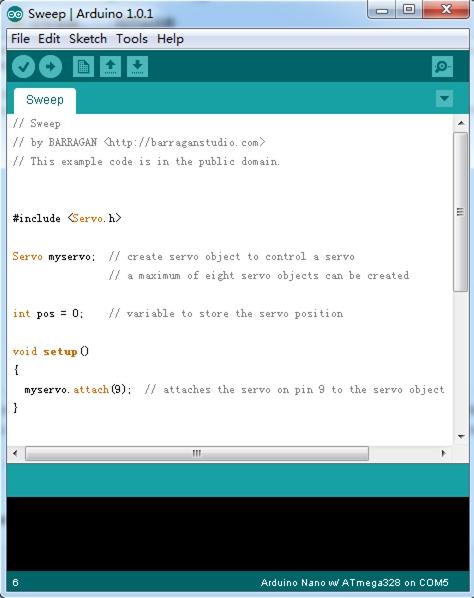 Sweep | Arduino 1.0.1
File Edit Sketch Tools Help
Sweep
// Sweep
// by BARRAGAN <http://barraganstudio.com>
// This example code is in the public domain.
#include <Servo.h>
Servo myservo;  // create servo object to control a servo
// a maximum of eight servo objects can be created
int pos = 0;    // variable to store the servo position
void setup()
{
myservo.attach(9);  // attaches the servo on pin 9 to the servo object
}
6
Arduino Nano w/ ATmega328 on COM5